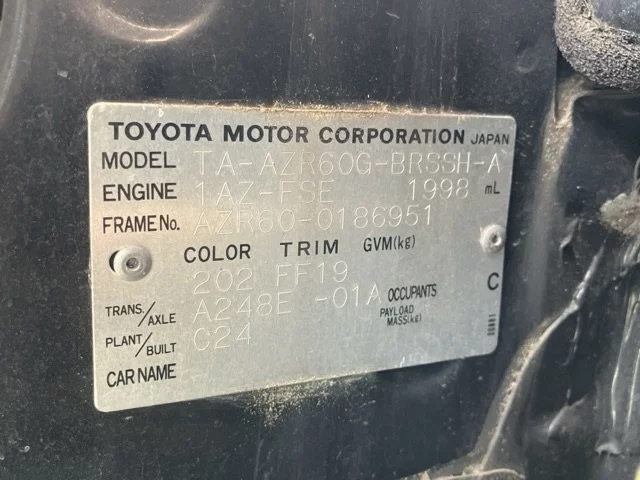 TOYOTA MOTOR CORPORATION JAPAN
MODEL TA-AZR60G-BRSSH-A
ENGINE 1AZ-FSE 1998 mL
FRAME No. AZR60-0186951
COLOR TRIM GVM(kg)
202 FF19
TRANS./AXLE A248E -01A OCCUPANTS C
PLANT/BUILT C24 PAYLOAD MASS(kg)
CAR NAME